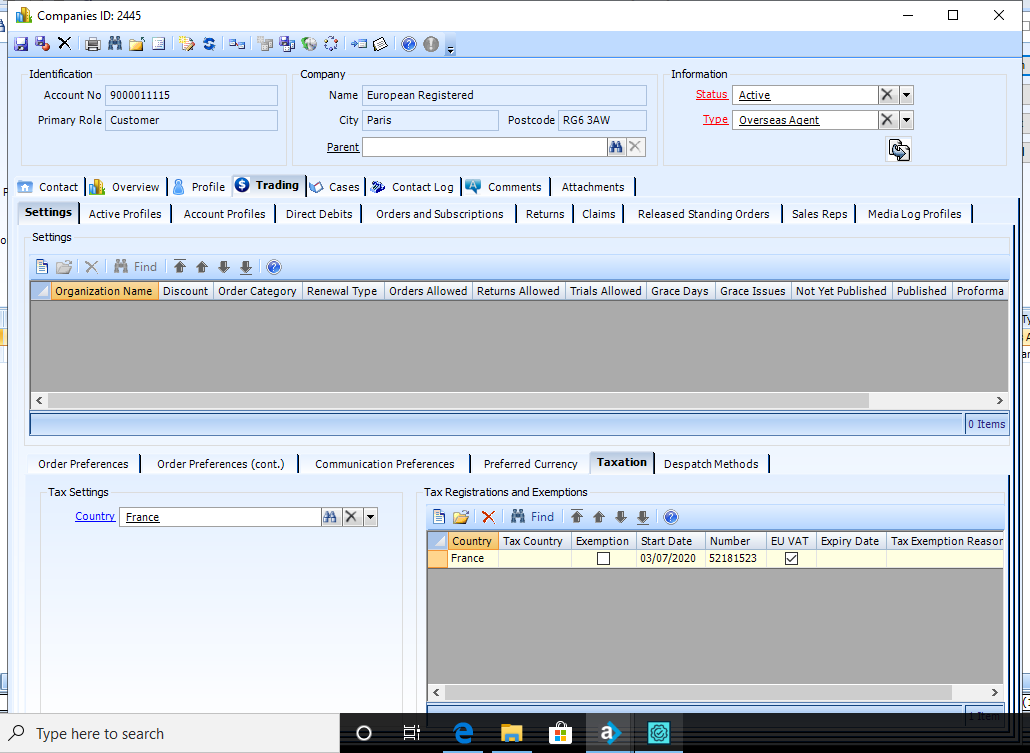 Companies ID: 2445
Identification
Account No 9000011115
Primary Role Customer
Company
Name European Registered
City Paris Postcode RG6 3AW
Parent
Information
Status Active
Type Overseas Agent
Contact Overview Profile Trading Cases Contact Log Comments Attachments
Settings Active Profiles Account Profiles Direct Debits Orders and Subscriptions Returns Claims Released Standing Orders Sales Reps Media Log Profiles
Settings
Find
Organization Name Discount Order Category Renewal Type Orders Allowed Returns Allowed Trials Allowed Grace Days Grace Issues Not Yet Published Published Proforma
0 Items
Order Preferences Order Preferences (cont.) Communication Preferences Preferred Currency Taxation Despatch Methods
Tax Settings
Country France
Tax Registrations and Exemptions
Find
Country Tax Country Exemption Start Date Number EU VAT Expiry Date Tax Exemption Reason
France 03/07/2020 52181523
1 Item
Type here to search